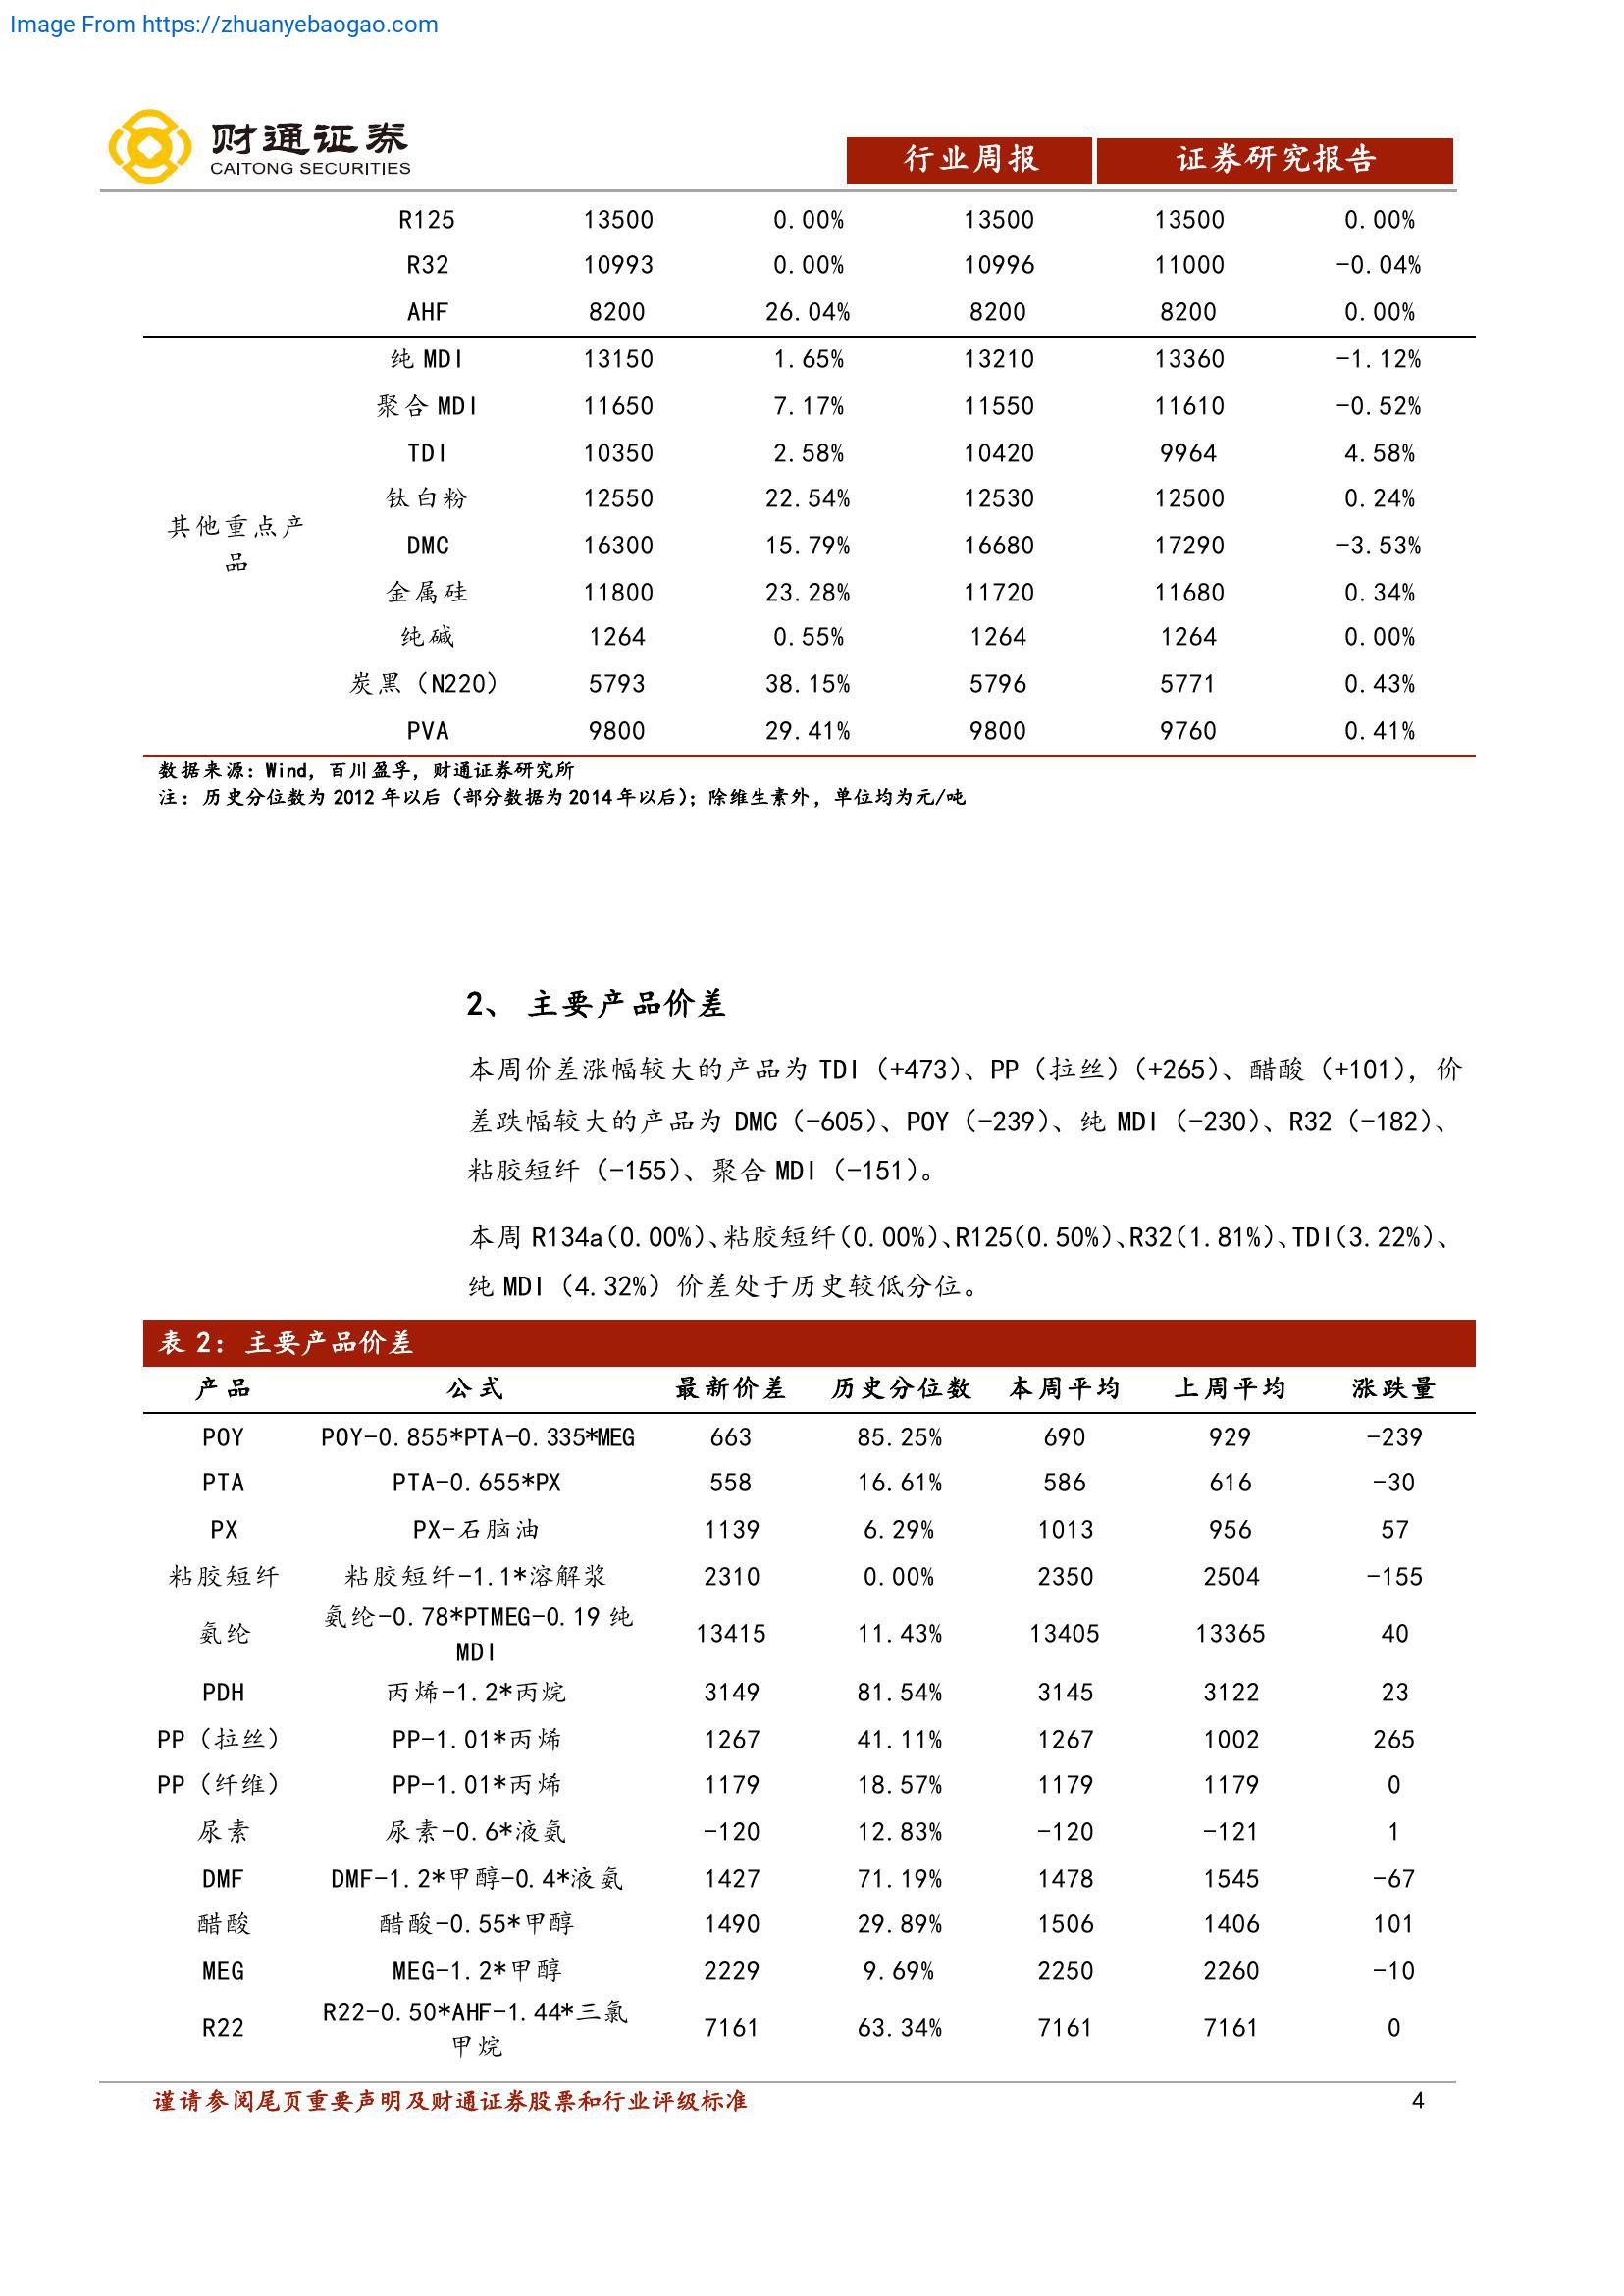 Image From https://zhuanyebaogao.com
财通证券
CAITONG SECURITIES
行业周报 证券研究报告
R125 13500 0.00% 13500 13500 0.00%
R32 10993 0.00% 10996 11000 -0.04%
AHF 8200 26.04% 8200 8200 0.00%
纯 MDI 13150 1.65% 13210 13360 -1.12%
聚合 MDI 11650 7.17% 11550 11610 -0.52%
TDI 10350 2.58% 10420 9964 4.58%
钛白粉 12550 22.54% 12530 12500 0.24%
其他重点产
品
DMC 16300 15.79% 16680 17290 -3.53%
金属硅 11800 23.28% 11720 11680 0.34%
纯碱 1264 0.55% 1264 1264 0.00%
炭黑（N220） 5793 38.15% 5796 5771 0.43%
PVA 9800 29.41% 9800 9760 0.41%
数据来源：Wind，百川盈孚，财通证券研究所
注：历史分位数为 2012 年以后（部分数据为 2014 年以后）；除维生素外，单位均为元/吨
2、 主要产品价差
本周价差涨幅较大的产品为 TDI（+473）、PP（拉丝）（+265）、醋酸（+101），价
差跌幅较大的产品为 DMC（-605）、POY（-239）、纯 MDI（-230）、R32（-182）、
粘胶短纤（-155）、聚合 MDI（-151）。
本周 R134a（0.00%）、粘胶短纤（0.00%）、R125（0.50%）、R32（1.81%）、TDI（3.22%）、
纯 MDI（4.32%）价差处于历史较低分位。
表 2：主要产品价差
产品 公式 最新价差 历史分位数 本周平均 上周平均 涨跌量
POY POY-0.855*PTA-0.335*MEG 663 85.25% 690 929 -239
PTA PTA-0.655*PX 558 16.61% 586 616 -30
PX PX-石脑油 1139 6.29% 1013 956 57
粘胶短纤 粘胶短纤-1.1*溶解浆 2310 0.00% 2350 2504 -155
氨纶 氨纶-0.78*PTMEG-0.19 纯
MDI 13415 11.43% 13405 13365 40
PDH 丙烯-1.2*丙烷 3149 81.54% 3145 3122 23
PP（拉丝） PP-1.01*丙烯 1267 41.11% 1267 1002 265
PP（纤维） PP-1.01*丙烯 1179 18.57% 1179 1179 0
尿素 尿素-0.6*液氨 -120 12.83% -120 -121 1
DMF DMF-1.2*甲醇-0.4*液氨 1427 71.19% 1478 1545 -67
醋酸 醋酸-0.55*甲醇 1490 29.89% 1506 1406 101
MEG MEG-1.2*甲醇 2229 9.69% 2250 2260 -10
R22 R22-0.50*AHF-1.44*三氯
甲烷 7161 63.34% 7161 7161 0
谨请参阅尾页重要声明及财通证券股票和行业评级标准 4